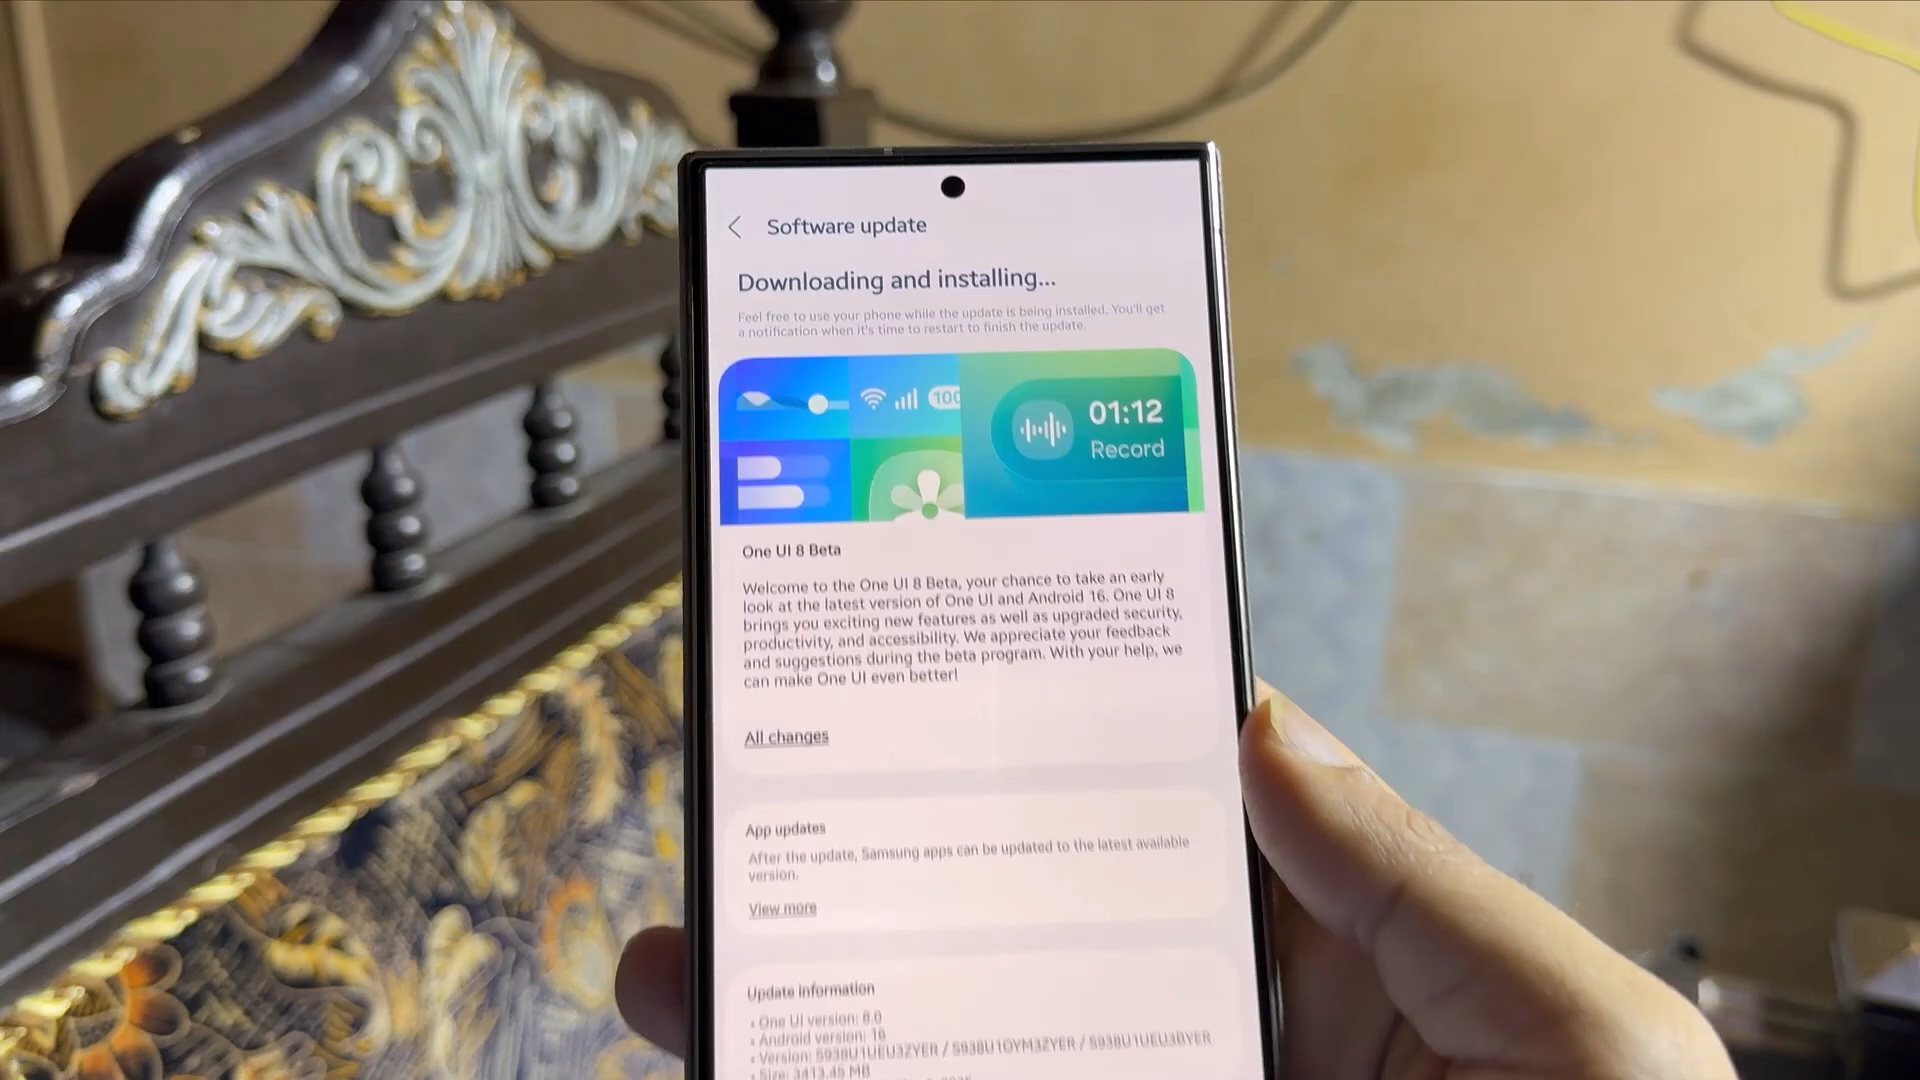 Software update
Downloading and installing...
Feel free to use your phone while the update is being installed. You'll get
a notification when it's time to restart to finish the update.
100
01:12
Record
One UI 8 Beta
Welcome to the One UI 8 Beta, your chance to take an early
look at the latest version of One UI and Android 16. One UI 8
brings you exciting new features as well as upgraded security,
productivity, and accessibility. We appreciate your feedback
and suggestions during the beta program. With your help, we
can make One UI even better!
All changes
App updates
After the update, Samsung apps can be updated to the latest available
version.
View more
Update information
• One UI version: 8.0
• Android version: 16
• Version: S938U1UEU3ZYER / S938U1OYM3ZYER / S938U1UEU3BYER
• Size: 3413.45 MB